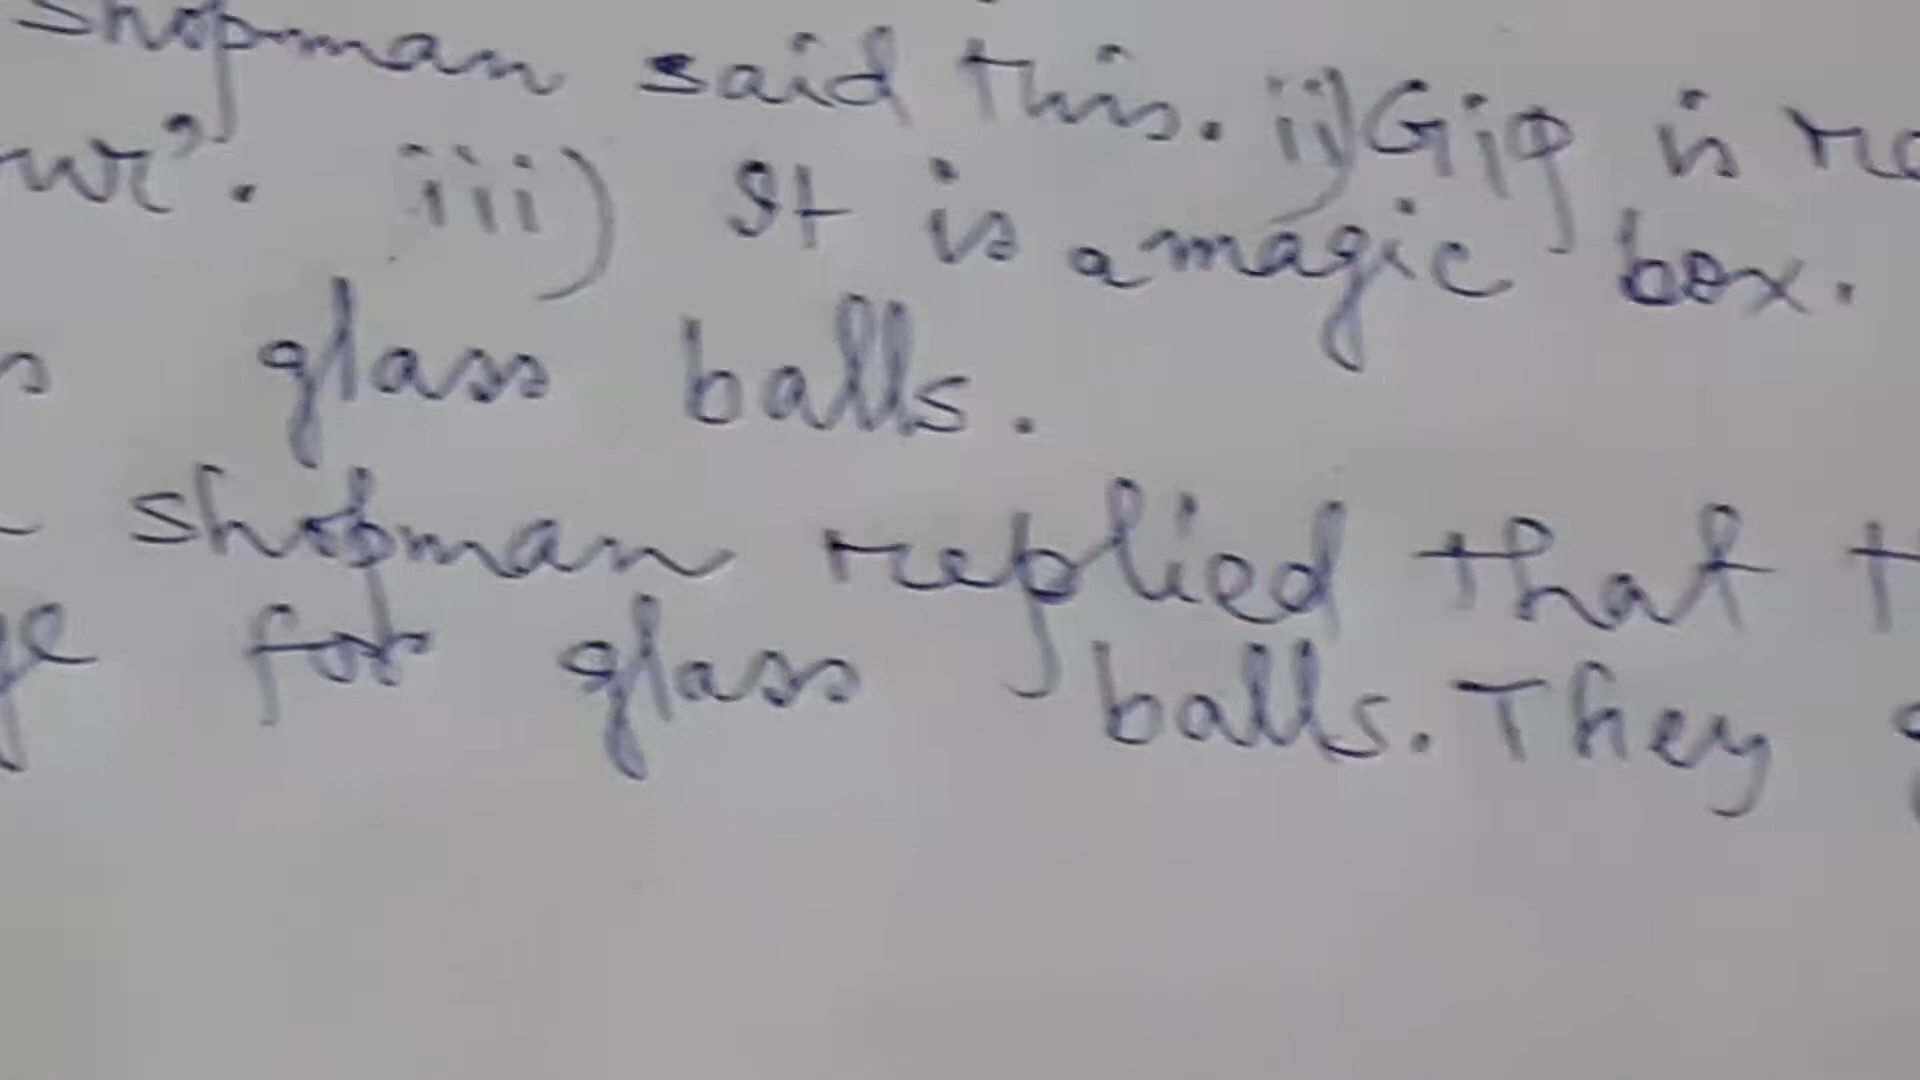 shopman said this. ii) Gip is
iii) It is a magic box.
glass balls.
shopman replied that
for glass balls. They